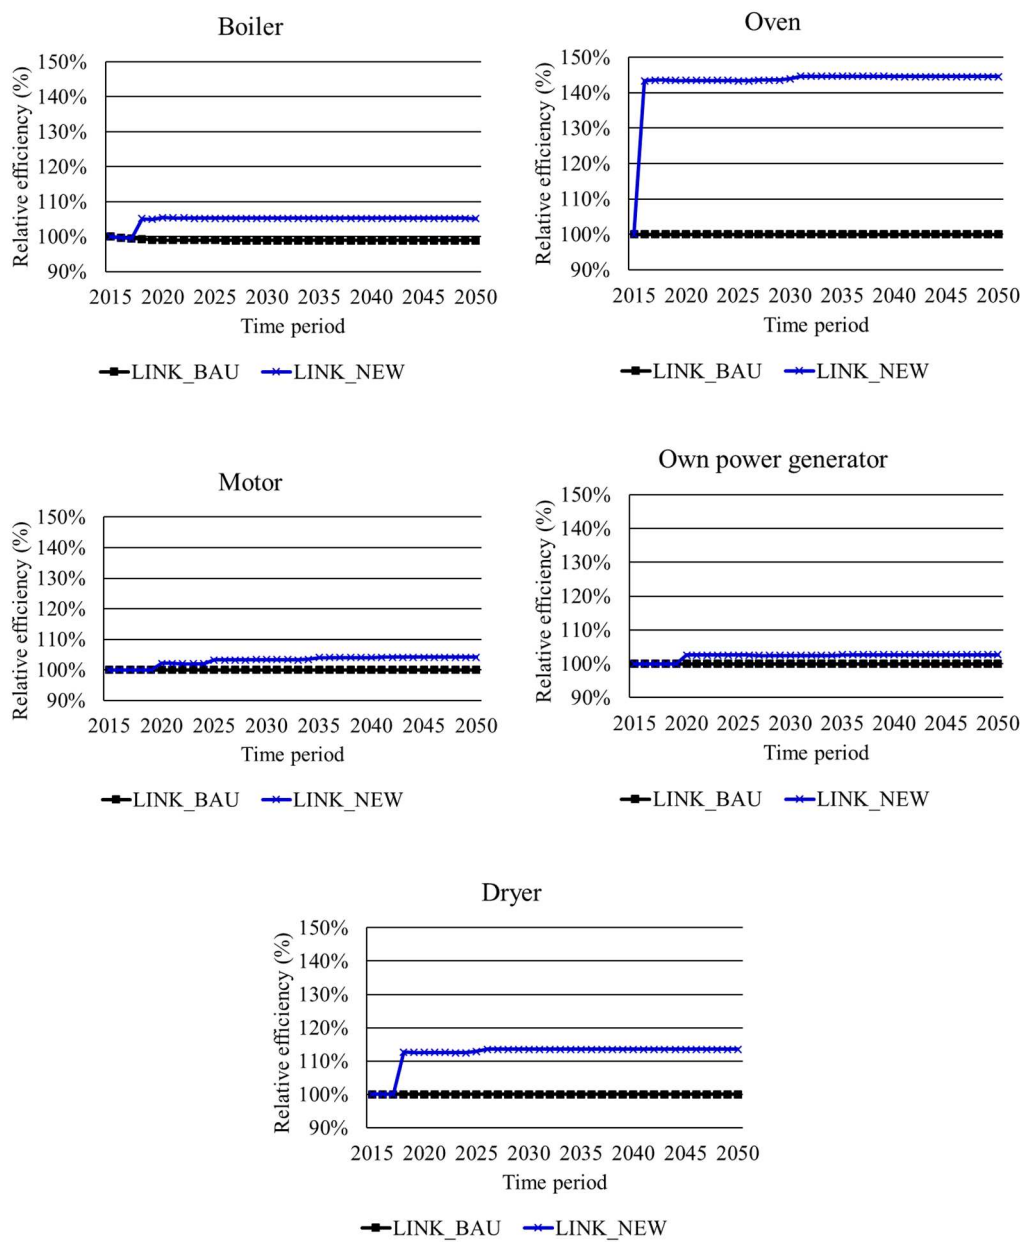 Boiler
Relative efficiency (%)
150%
140%
130%
120%
110%
100%
90%
2015 2020 2025 2030 2035 2040 2045 2050
Time period
LINK_BAU LINK_NEW
Oven
Relative efficiency (%)
150%
140%
130%
120%
110%
100%
90%
2015 2020 2025 2030 2035 2040 2045 2050
Time period
LINK_BAU LINK_NEW
Motor
Relative efficiency (%)
150%
140%
130%
120%
110%
100%
90%
2015 2020 2025 2030 2035 2040 2045 2050
Time period
LINK_BAU LINK_NEW
Own power generator
Relative efficiency (%)
150%
140%
130%
120%
110%
100%
90%
2015 2020 2025 2030 2035 2040 2045 2050
Time period
LINK_BAU LINK_NEW
Dryer
Relative efficiency (%)
150%
140%
130%
120%
110%
100%
90%
2015 2020 2025 2030 2035 2040 2045 2050
Time period
LINK_BAU LINK_NEW